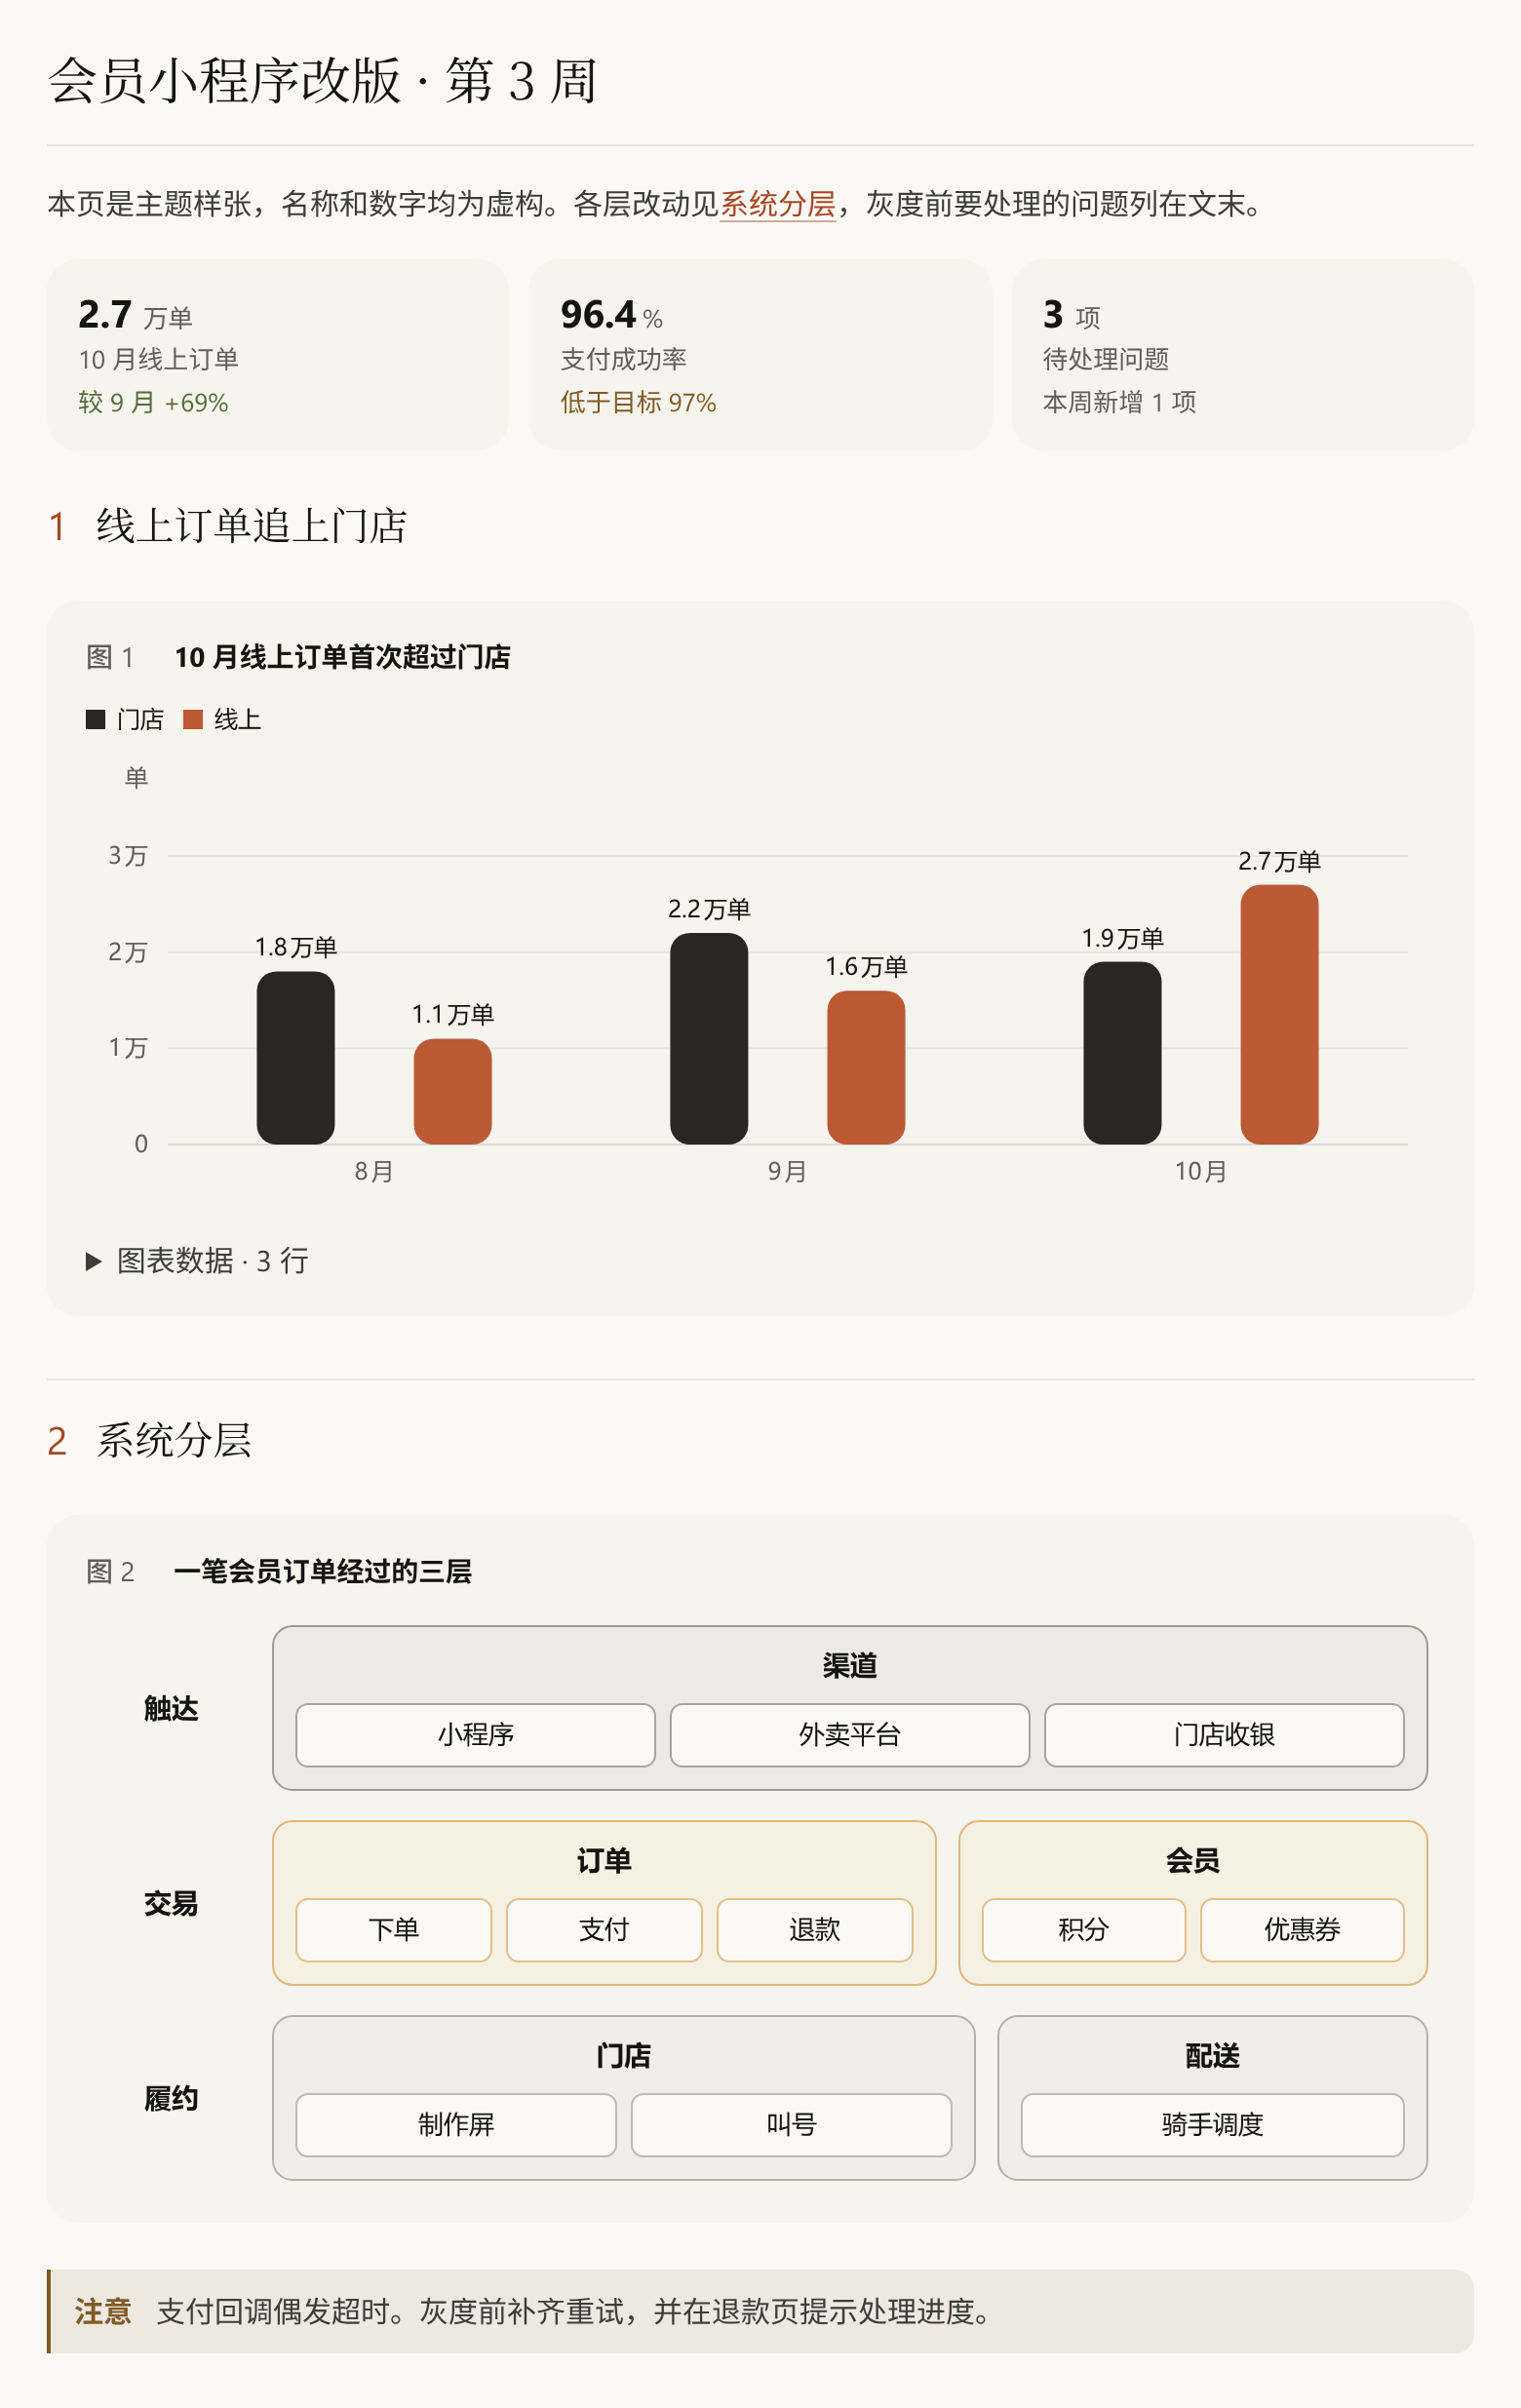 会员小程序改版 · 第 3 周
本页是主题样张，名称和数字均为虚构。各层改动见系统分层，灰度前要处理的问题列在文末。
2.7 万单
10 月线上订单
较 9 月 +69%
96.4 %
支付成功率
低于目标 97%
3 项
待处理问题
本周新增 1 项
1 线上订单追上门店
图 1 10 月线上订单首次超过门店
门店 线上
单
3万
2万
1万
0
1.8万单
1.1万单
2.2万单
1.6万单
1.9万单
2.7万单
8月
9月
10月
▶ 图表数据 · 3 行
2 系统分层
图 2 一笔会员订单经过的三层
触达
渠道
小程序
外卖平台
门店收银
交易
订单
下单
支付
退款
会员
积分
优惠券
履约
门店
制作屏
叫号
配送
骑手调度
注意 支付回调偶发超时。灰度前补齐重试，并在退款页提示处理进度。